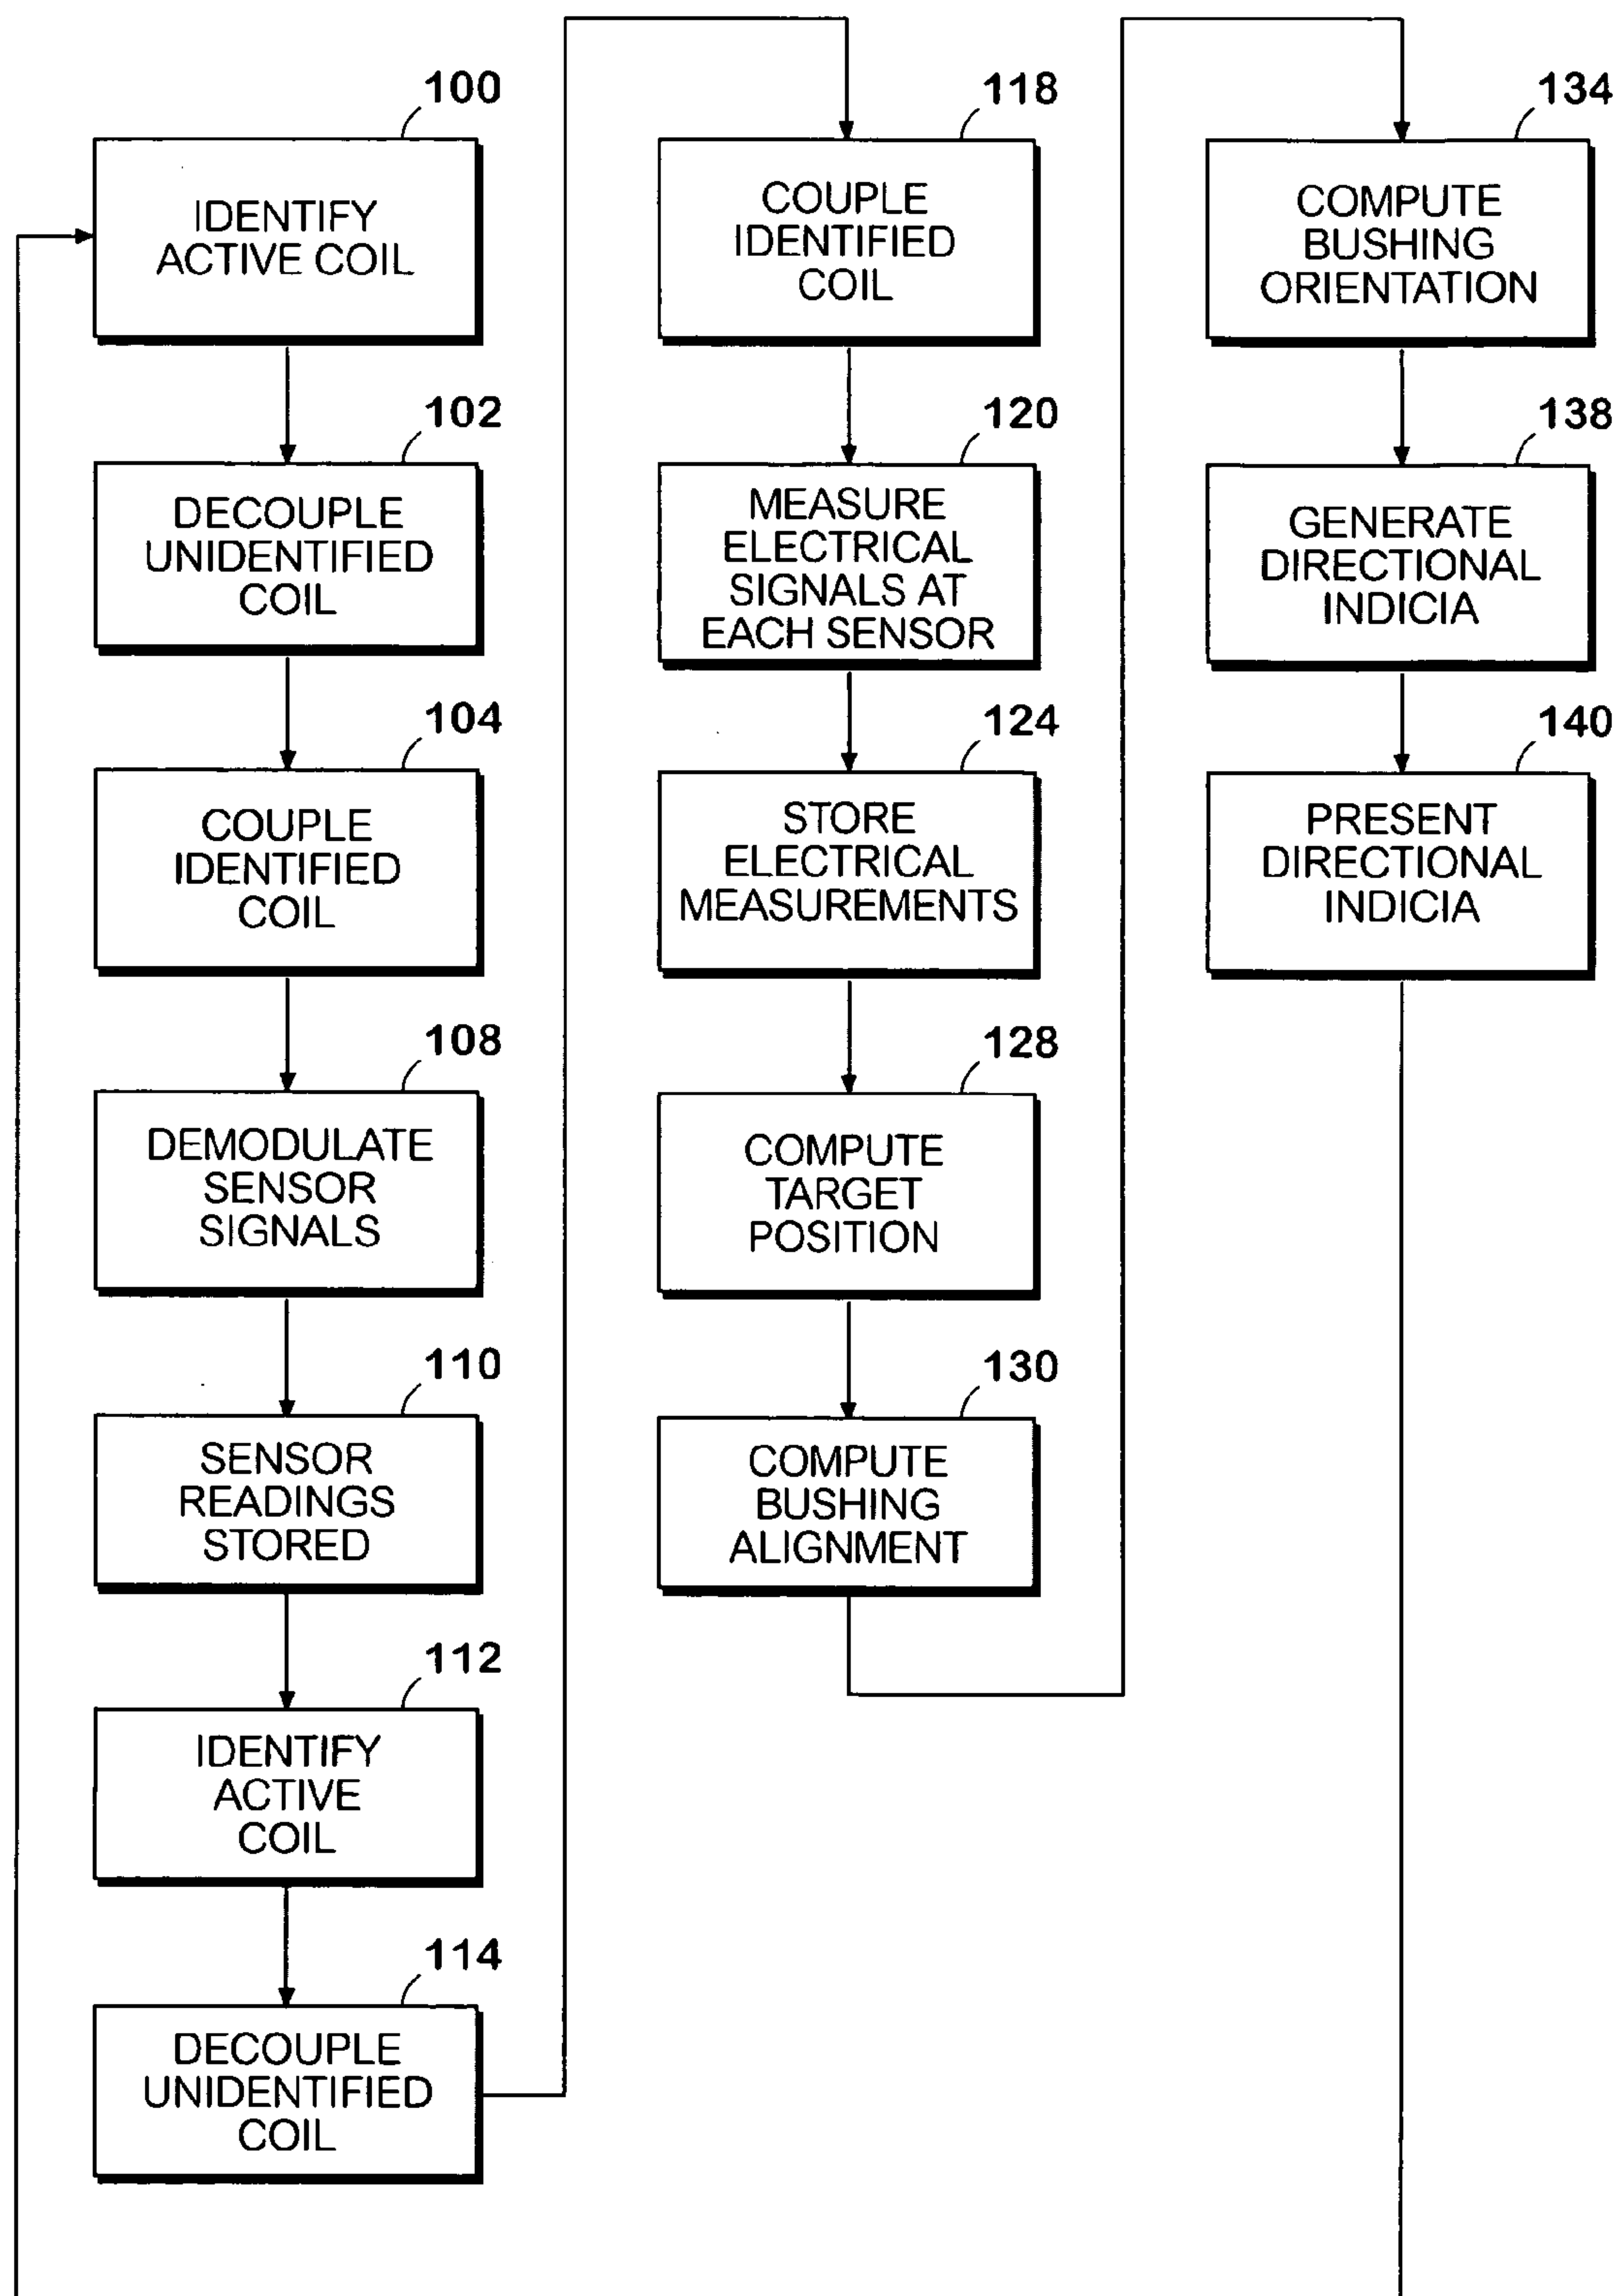 100
IDENTIFY
ACTIVE COIL
102
DECOUPLE
UNIDENTIFIED
COIL
104
COUPLE
IDENTIFIED
COIL
108
DEMODULATE
SENSOR
SIGNALS
110
SENSOR
READINGS
STORED
112
IDENTIFY
ACTIVE
COIL
114
DECOUPLE
UNIDENTIFIED
COIL
118
COUPLE
IDENTIFIED
COIL
120
MEASURE
ELECTRICAL
SIGNALS AT
EACH SENSOR
124
STORE
ELECTRICAL
MEASUREMENTS
128
COMPUTE
TARGET
POSITION
130
COMPUTE
BUSHING
ALIGNMENT
134
COMPUTE
BUSHING
ORIENTATION
138
GENERATE
DIRECTIONAL
INDICIA
140
PRESENT
DIRECTIONAL
INDICIA